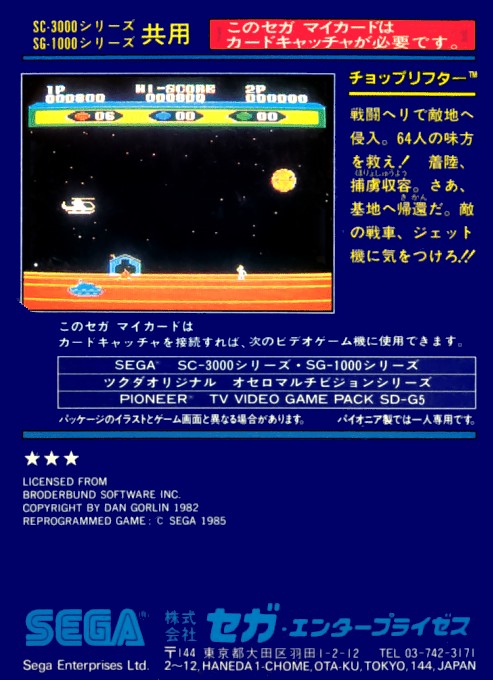 SC-3000シリーズ
SG-1000シリーズ 共用
このセガ マイカードは
カードキャッチャが必要です。
チョップリフター™
1P HI-SCORE 2P
000800 000800 000000
06 00 00
戦闘ヘリで敵地へ
侵入。64人の味方
を救え! 着陸、
ほりょしゅうよう
捕虜収容。さあ、
きかん
基地へ帰還だ。敵
の戦車、ジェット
機に気をつけろ!!
このセガ マイカードは
カードキャッチャを接続すれば、次のビデオゲーム機に使用できます。
SEGA® SC-3000シリーズ・SG-1000シリーズ
ツクダオリジナル オセロマルチビジョンシリーズ
PIONEER™ TV VIDEO GAME PACK SD-G5
パッケージのイラストとゲーム画面と異なる場合があります。 パイオニア製では一人専用です。
★★★
LICENSED FROM
BRODERBUND SOFTWARE INC.
COPYRIGHT BY DAN GORLIN 1982
REPROGRAMMED GAME : © SEGA 1985
SEGA® 株式会社 セガ・エンタープライゼス
〒144 東京都大田区羽田1-2-12 TEL 03-742-3171
Sega Enterprises Ltd. 2〜12, HANEDA 1-CHOME, OTA-KU, TOKYO, 144, JAPAN